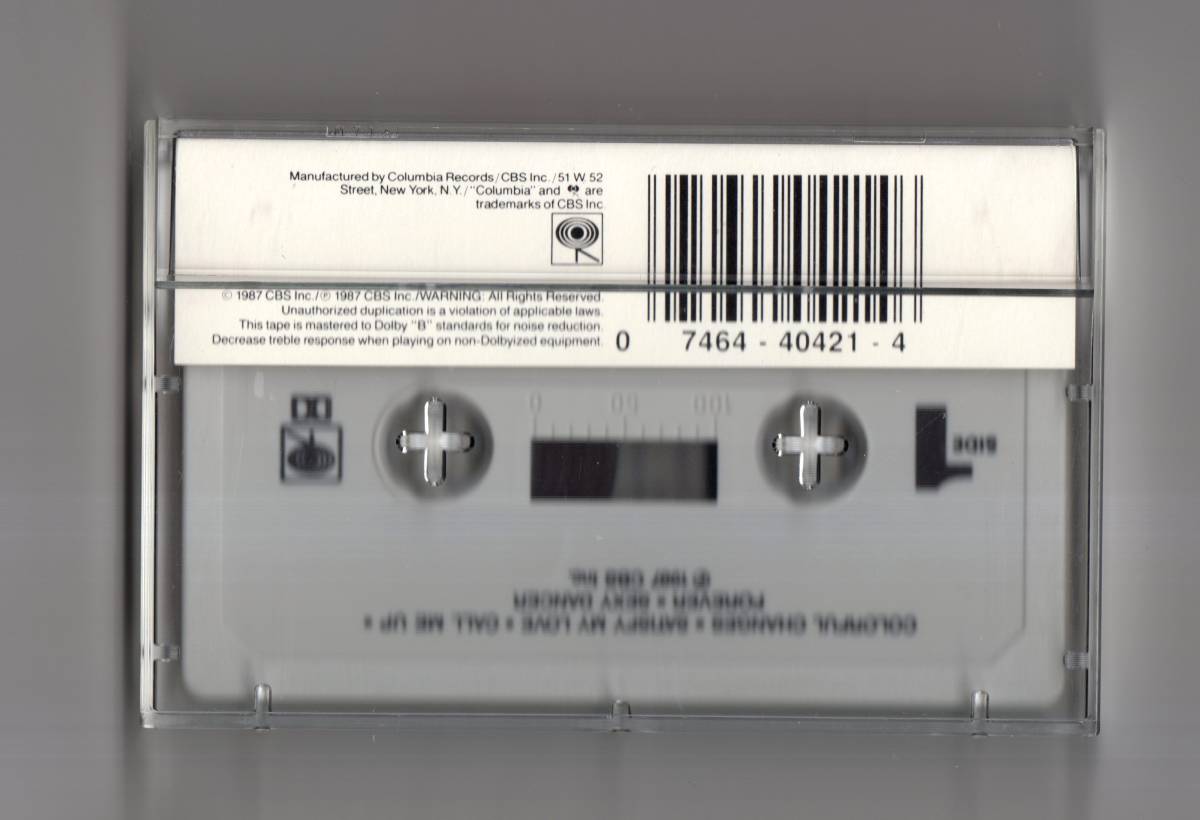 Manufactured by Columbia Records/CBS Inc./51 W. 52
Street, New York, N.Y./"Columbia" and are
trademarks of CBS Inc.
© 1987 CBS Inc./℗ 1987 CBS Inc./WARNING: All Rights Reserved.
Unauthorized duplication is a violation of applicable laws.
This tape is mastered to Dolby "B" standards for noise reduction.
Decrease treble response when playing on non-Dolbyized equipment.
0 7464 - 40421 - 4
0 50 100
SIDE
1
COLORFUL CHANGES • SATISFY MY LOVE • CALL ME UP •
FOREVER • SEXY DANCER
℗ 1987 CBS Inc.